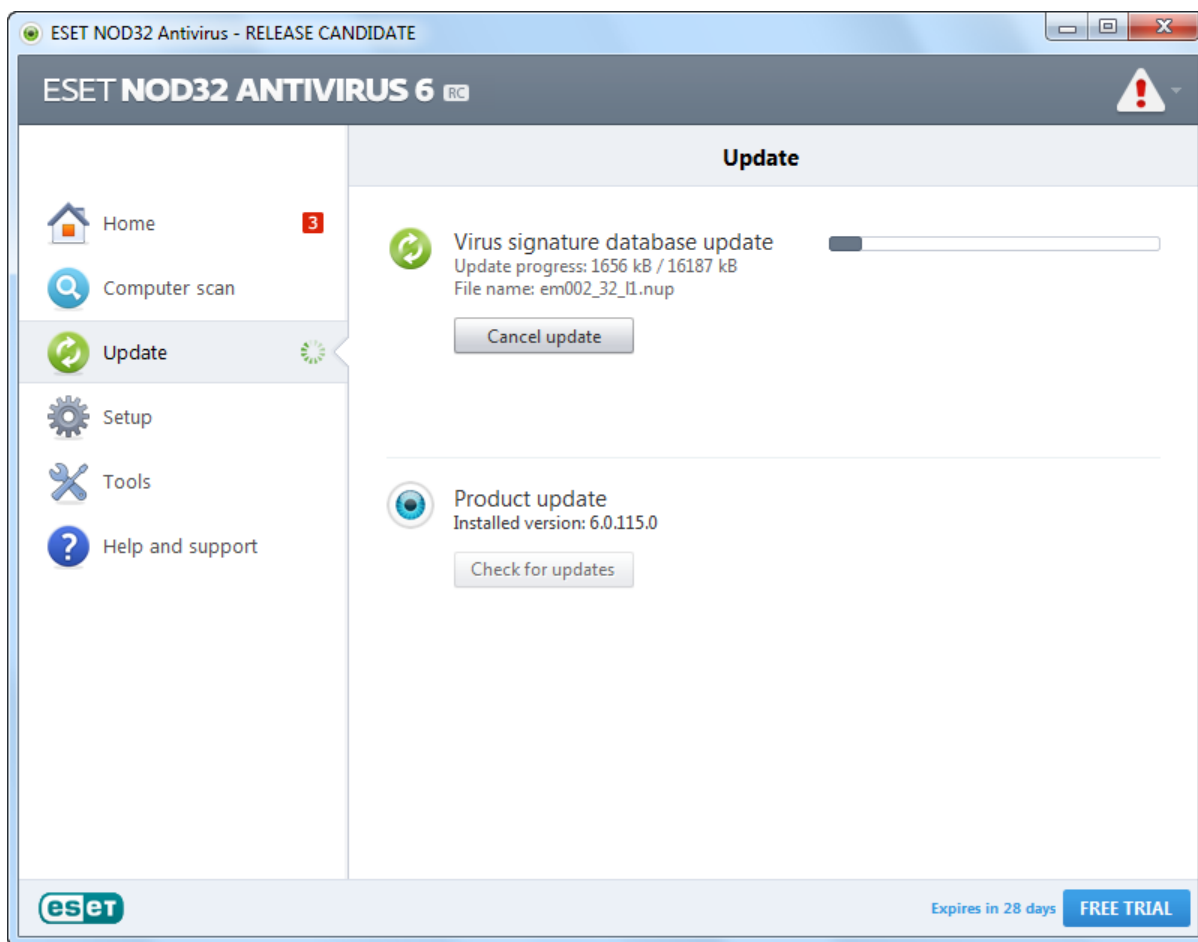 ESET NOD32 Antivirus - RELEASE CANDIDATE
ESET NOD32 ANTIVIRUS 6 RC
Update
Home 3
Computer scan
Update
Setup
Tools
Help and support
Virus signature database update
Update progress: 1656 kB / 16187 kB
File name: em002_32_l1.nup
Cancel update
Product update
Installed version: 6.0.115.0
Check for updates
eset
Expires in 28 days FREE TRIAL